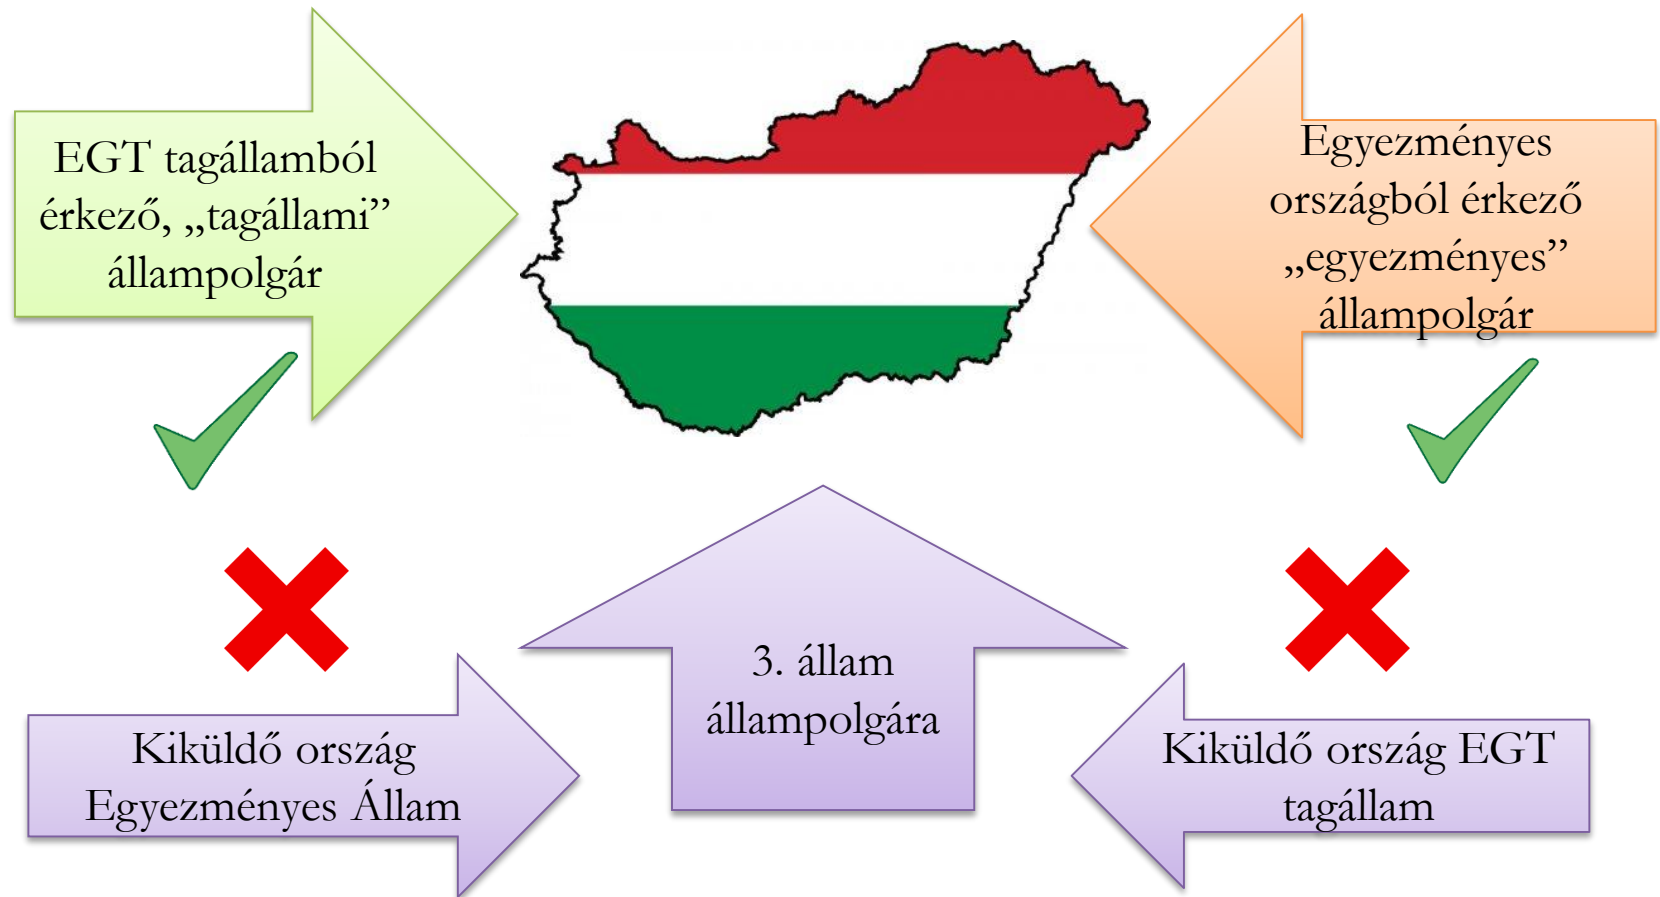 EGT tagállamból
érkező, „tagállami”
állampolgár
Egyezményes
országból érkező
„egyezményes”
állampolgár
3. állam
állampolgára
Kiküldő ország
Egyezményes Állam
Kiküldő ország EGT
tagállam